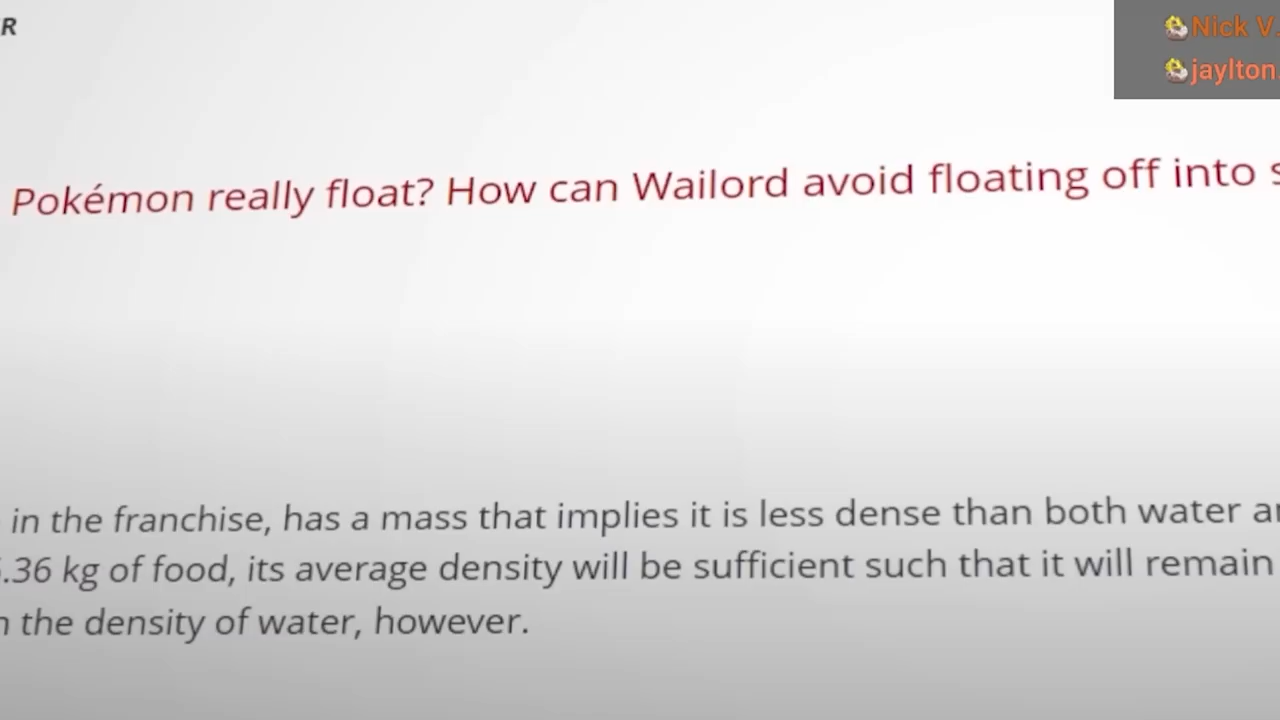 R
Nick V.
jaylton.
Pokémon really float? How can Wailord avoid floating off into s
in the franchise, has a mass that implies it is less dense than both water a
.36 kg of food, its average density will be sufficient such that it will remain
the density of water, however.